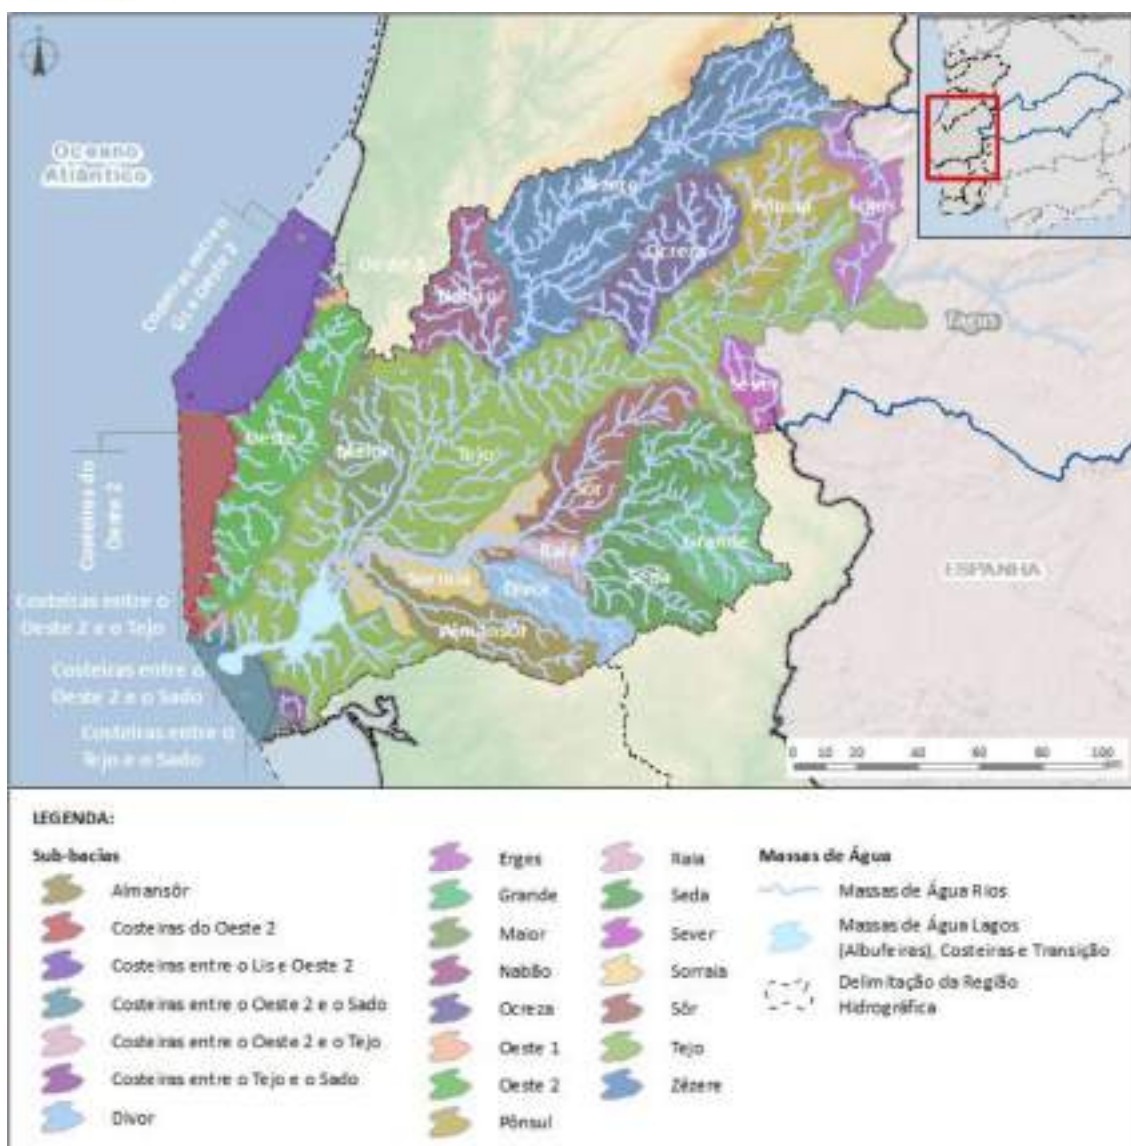 Oceano
Atlântico
Costeiras entre o
Lis e Oeste 2
Oeste
Nabão
Zêzere
Ocreza
Pônsul
Erges
Tagus
Sever
Oeste
Maior
Tejo
Sôr
Grande
Raia
Seda
Sorraia
Divor
Almansôr
Costeiras do
Oeste 2
Costeiras entre o
Oeste 2 e o Tejo
Costeiras entre o
Oeste 2 e o Sado
Costeiras entre o
Tejo e o Sado
ESPANHA
0 10 20 40 60 80 100
LEGENDA:
Sub-bacias
Almansôr
Costeiras do Oeste 2
Costeiras entre o Lis e Oeste 2
Costeiras entre o Oeste 2 e o Sado
Costeiras entre o Oeste 2 e o Tejo
Costeiras entre o Tejo e o Sado
Divor
Erges
Grande
Maior
Nabão
Ocreza
Oeste 1
Oeste 2
Pônsul
Raia
Seda
Sever
Sorraia
Sôr
Tejo
Zêzere
Massas de Água
Massas de Água Rios
Massas de Água Lagos
(Albufeiras), Costeiras e Transição
Delimitação da Região
Hidrográfica